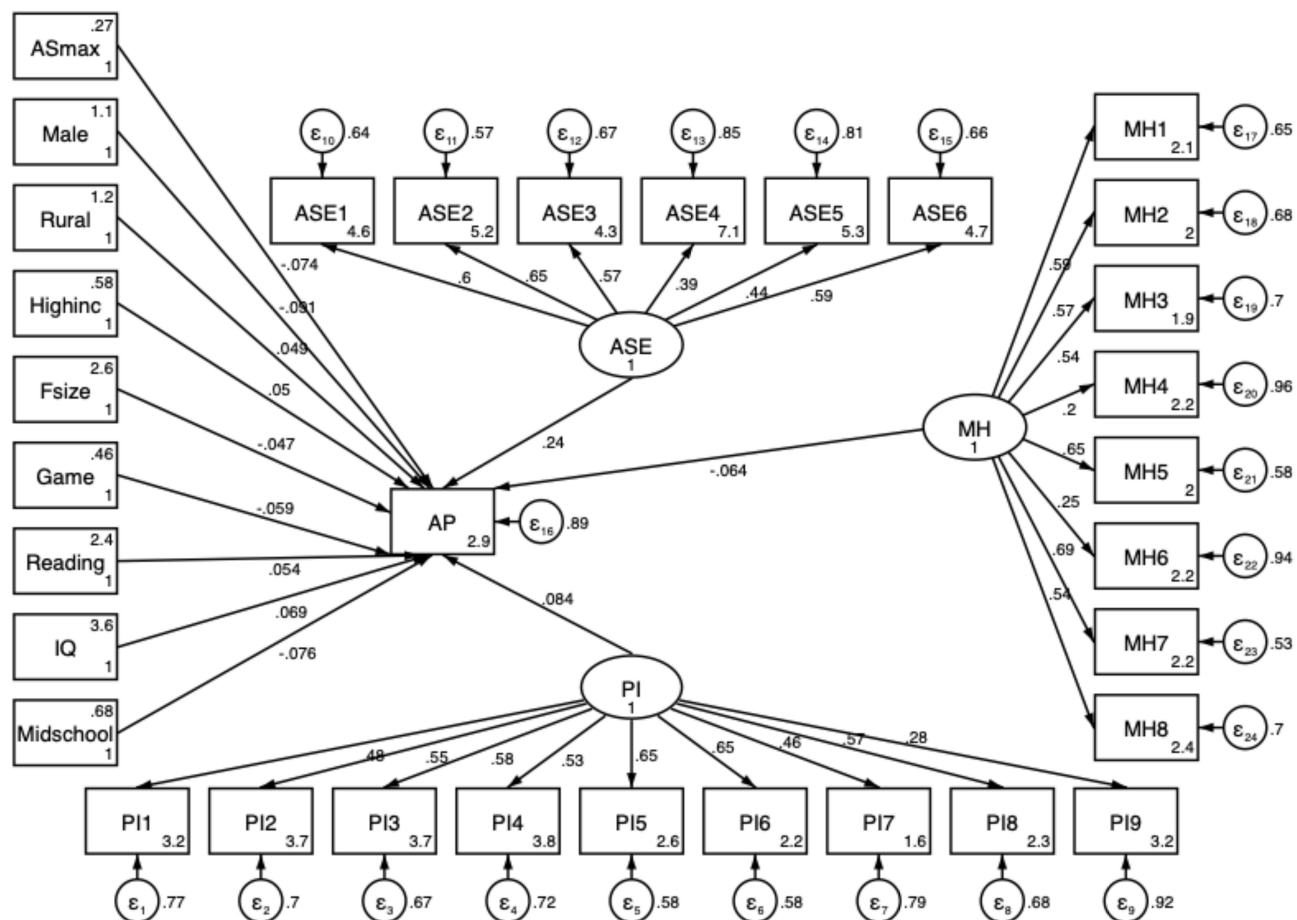 .27
ASmax
1
1.1
Male
1
1.2
Rural
1
.58
Highinc
1
2.6
Fsize
1
.46
Game
1
2.4
Reading
1
3.6
IQ
1
.68
Midschool
1
-.074
-.091
.049
.05
-.047
-.059
.054
.069
-.076
ε10 .64 ε11 .57 ε12 .67 ε13 .85 ε14 .81 ε15 .66
ASE1 ASE2 ASE3 ASE4 ASE5 ASE6
4.6 5.2 4.3 7.1 5.3 4.7
.6 .65 .57 .39 .44 .59
ASE
1
.24
AP
2.9
ε16 .89
-.064
.084
MH
1
.59
.57
.54
.2
.65
.25
.69
.54
MH1
2.1
ε17 .65
MH2
2
ε18 .68
MH3
1.9
ε19 .7
MH4
2.2
ε20 .96
MH5
2
ε21 .58
MH6
2.2
ε22 .94
MH7
2.2
ε23 .53
MH8
2.4
ε24 .7
PI
1
.48 .55 .58 .53 .65 .65 .46 .57 .28
PI1 PI2 PI3 PI4 PI5 PI6 PI7 PI8 PI9
3.2 3.7 3.7 3.8 2.6 2.2 1.6 2.3 3.2
ε1 .77 ε2 .7 ε3 .67 ε4 .72 ε5 .58 ε6 .58 ε7 .79 ε8 .68 ε9 .92